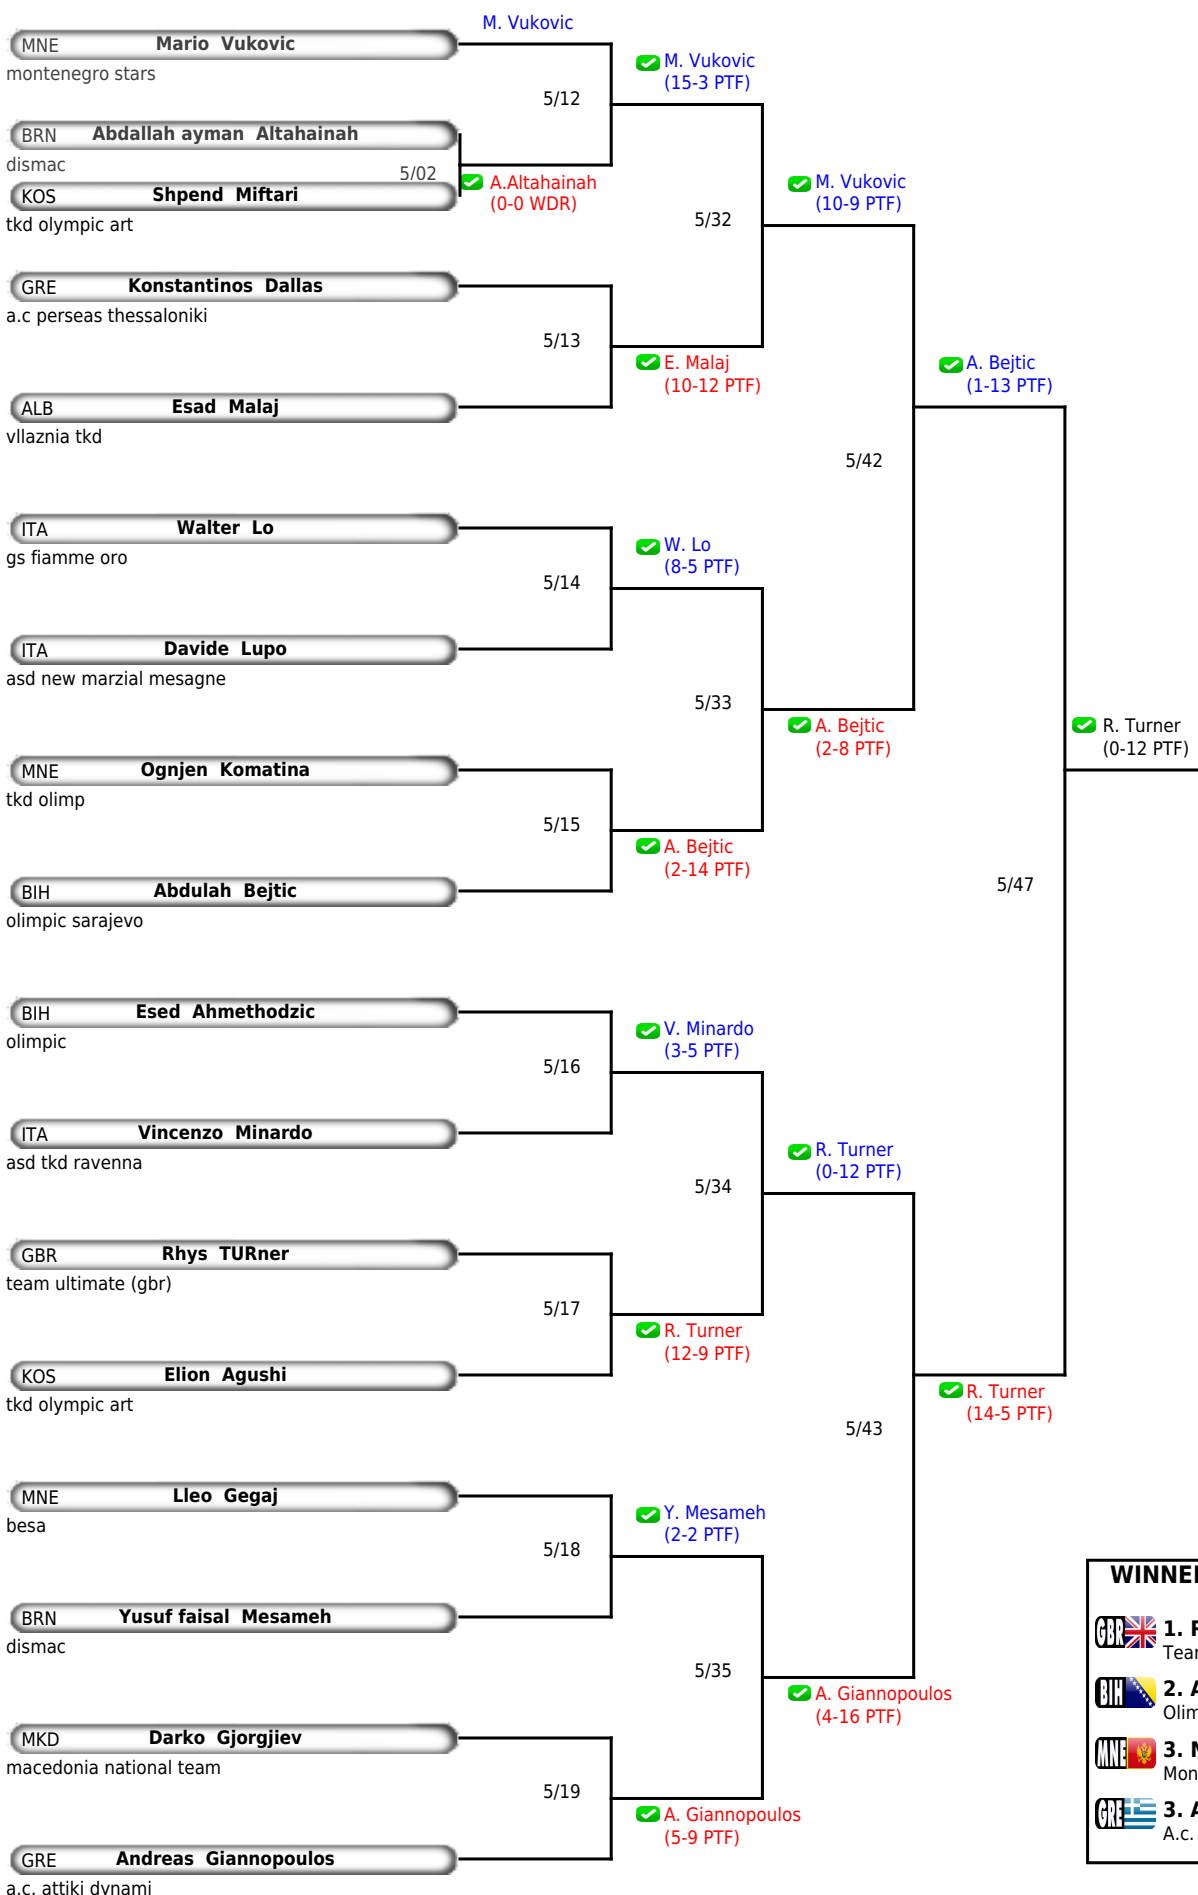 M. Vukovic
MNE Mario Vukovic
montenegro stars
M. Vukovic
(15-3 PTF)
5/12
BRN Abdallah ayman Altahainah
dismac
5/02
A.Altahainah
(0-0 WDR)
KOS Shpend Miftari
tkd olympic art
M. Vukovic
(10-9 PTF)
5/32
GRE Konstantinos Dallas
a.c perseas thessaloniki
5/13
E. Malaj
(10-12 PTF)
A. Bejtic
(1-13 PTF)
ALB Esad Malaj
vllaznia tkd
5/42
ITA Walter Lo
gs fiamme oro
W. Lo
(8-5 PTF)
5/14
ITA Davide Lupo
asd new marzial mesagne
5/33
A. Bejtic
(2-8 PTF)
R. Turner
(0-12 PTF)
MNE Ognjen Komatina
tkd olimp
5/15
A. Bejtic
(2-14 PTF)
BIH Abdulah Bejtic
olimpic sarajevo
5/47
BIH Esed Ahmethodzic
olimpic
V. Minardo
(3-5 PTF)
5/16
ITA Vincenzo Minardo
asd tkd ravenna
R. Turner
(0-12 PTF)
5/34
GBR Rhys TURner
team ultimate (gbr)
5/17
R. Turner
(12-9 PTF)
KOS Elion Agushi
tkd olympic art
R. Turner
(14-5 PTF)
5/43
MNE Lleo Gegaj
besa
Y. Mesameh
(2-2 PTF)
5/18
BRN Yusuf faisal Mesameh
dismac
5/35
A. Giannopoulos
(4-16 PTF)
MKD Darko Gjorgjiev
macedonia national team
5/19
A. Giannopoulos
(5-9 PTF)
GRE Andreas Giannopoulos
a.c. attiki dynami
WINNE
GBR 1.
Tea
BIH 2. A
Olim
MNE 3.
Mon
GRE 3. A
A.c.